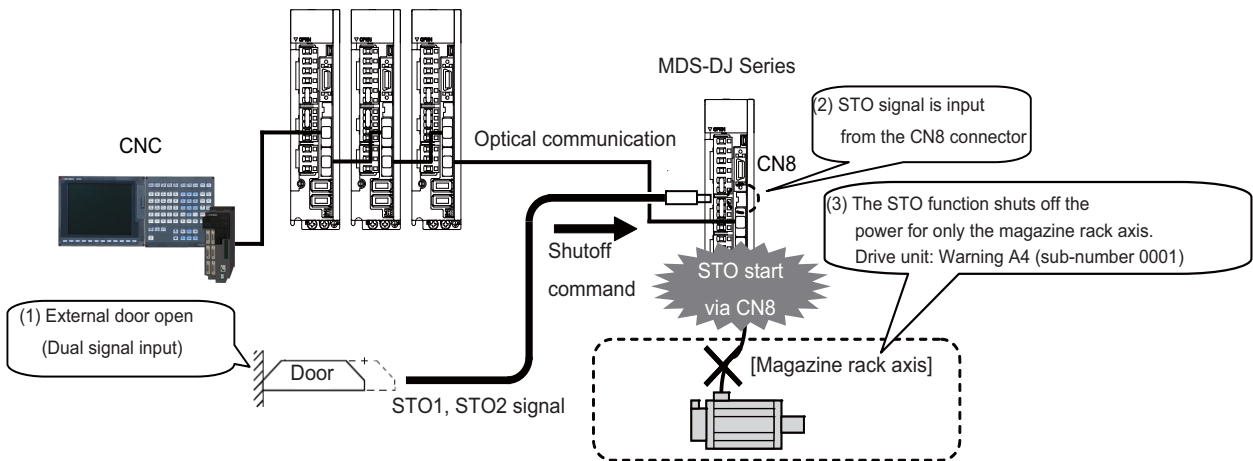 MDS-DJ Series
(2) STO signal is input
from the CN8 connector
CNC
Optical communication
CN8
(3) The STO function shuts off the
power for only the magazine rack axis.
Drive unit: Warning A4 (sub-number 0001)
Shutoff
command
STO start
via CN8
(1) External door open
(Dual signal input)
Door
STO1, STO2 signal
[Magazine rack axis]